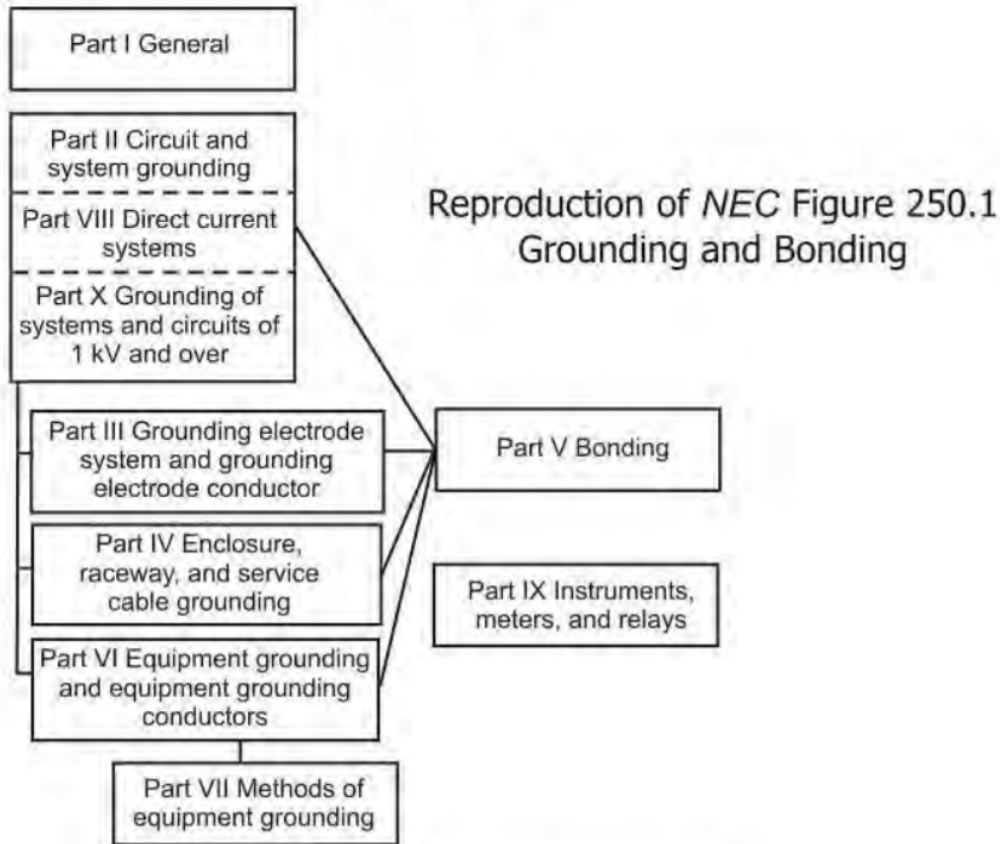 Part I General
Part II Circuit and
system grounding
Part VIII Direct current
systems
Part X Grounding of
systems and circuits of
1 kV and over
Reproduction of NEC Figure 250.1
Grounding and Bonding
Part III Grounding electrode
system and grounding
electrode conductor
Part V Bonding
Part IV Enclosure,
raceway, and service
cable grounding
Part IX Instruments,
meters, and relays
Part VI Equipment grounding
and equipment grounding
conductors
Part VII Methods of
equipment grounding